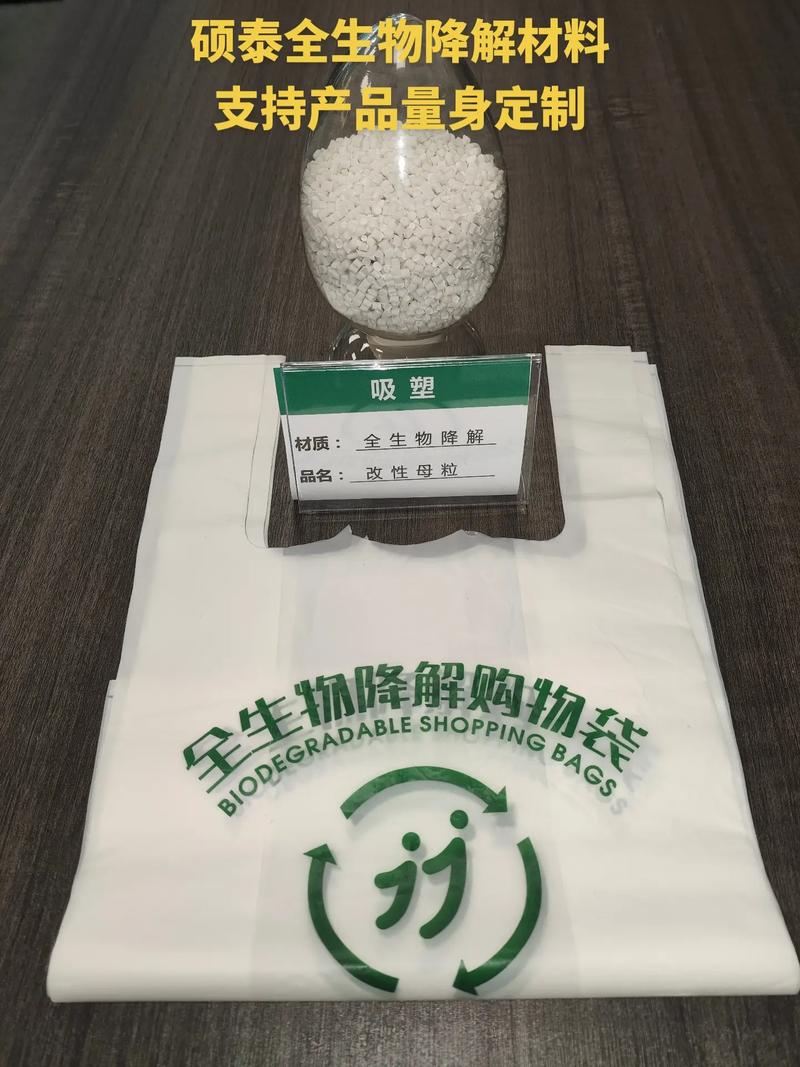 硕泰全生物降解材料
支持产品量身定制
吸塑
材质：全生物降解
品名：改性母粒
全生物降解购物袋
BIODEGRADABLE SHOPPING BAGS